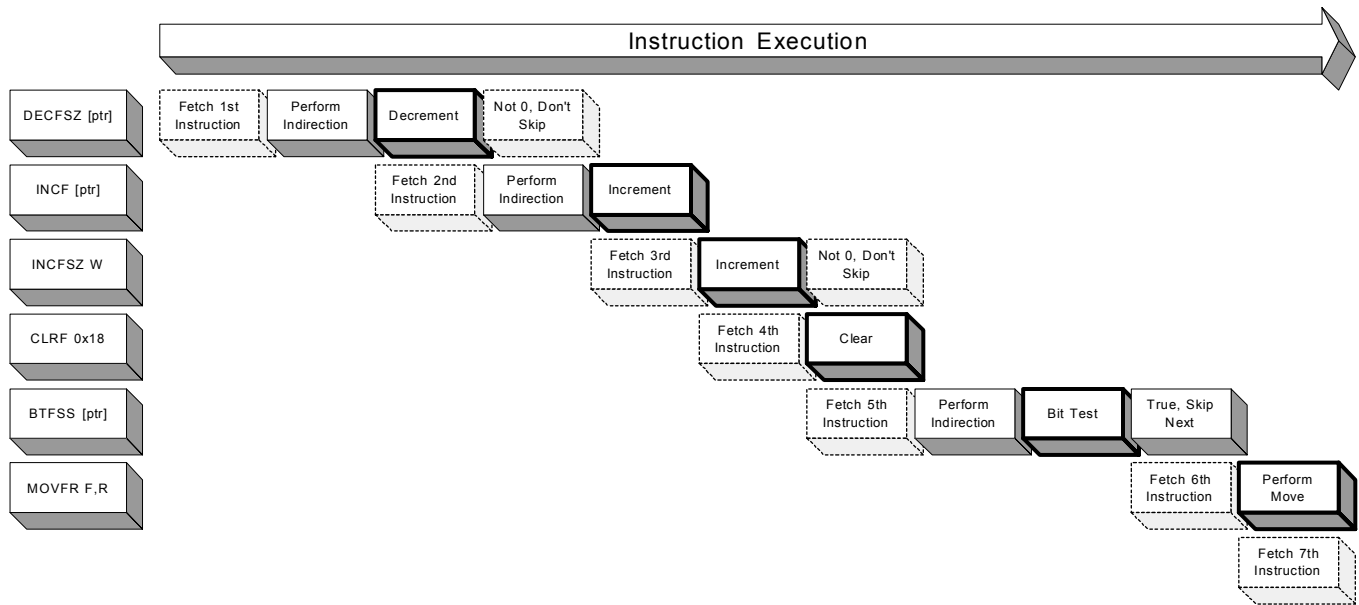 Instruction Execution
DECFSZ [ptr]
Fetch 1st
Instruction
Perform
Indirection
Decrement
Not 0, Don't
Skip
INCF [ptr]
Fetch 2nd
Instruction
Perform
Indirection
Increment
INCFSZ W
Fetch 3rd
Instruction
Increment
Not 0, Don't
Skip
CLRF 0x18
Fetch 4th
Instruction
Clear
BTFSS [ptr]
Fetch 5th
Instruction
Perform
Indirection
Bit Test
True, Skip
Next
MOVFR F,R
Fetch 6th
Instruction
Perform
Move
Fetch 7th
Instruction